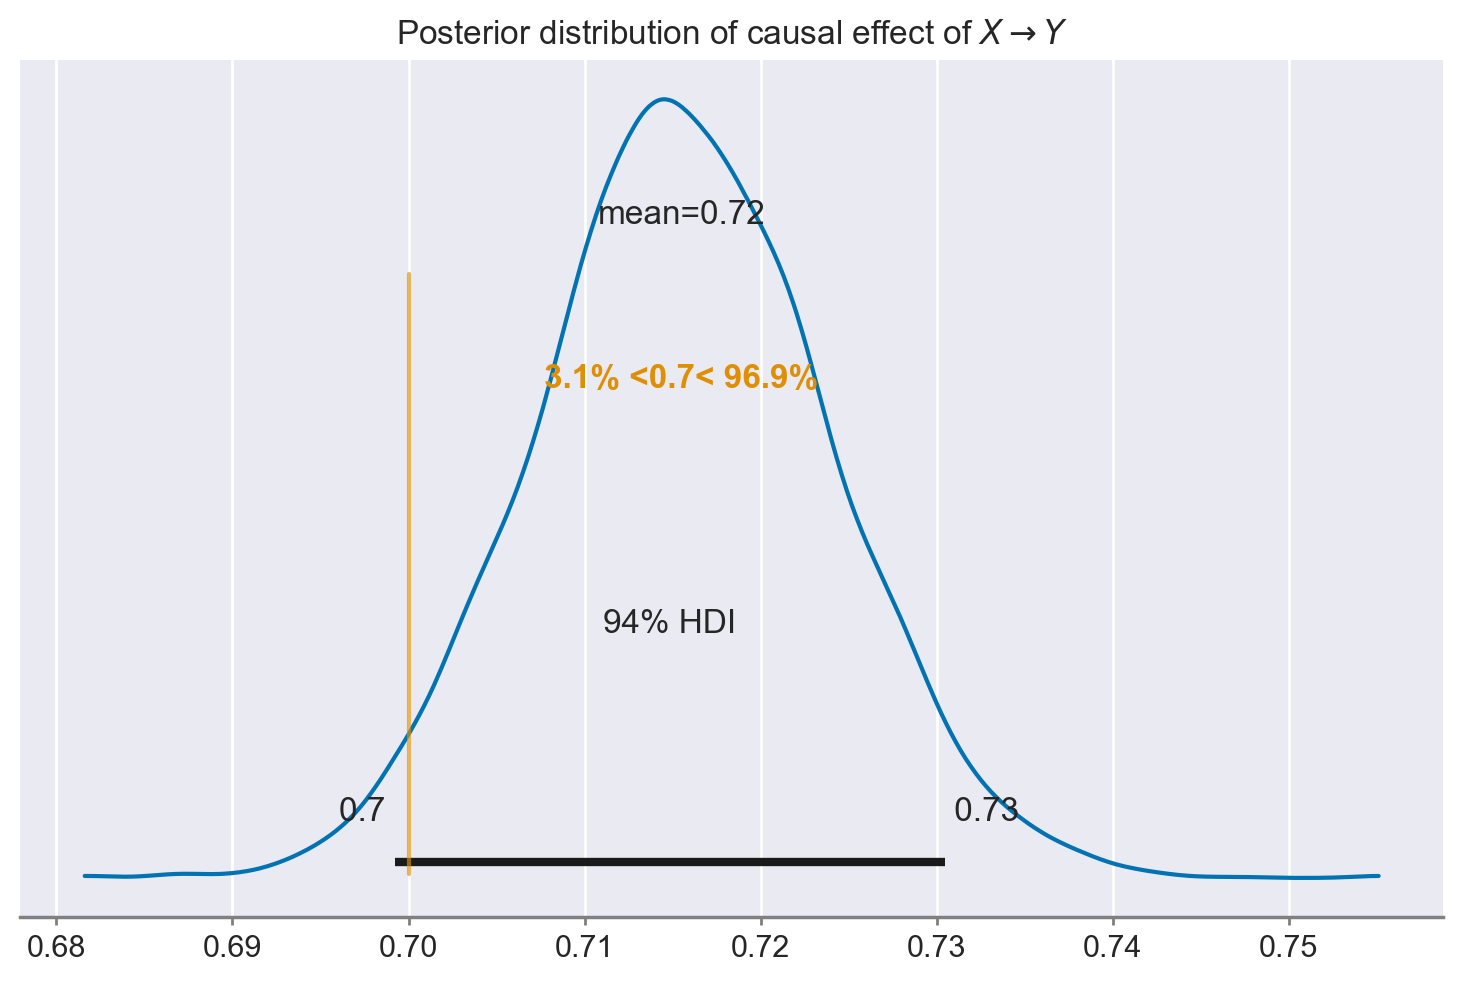 Posterior distribution of causal effect of X → Y
mean=0.72
3.1% <0.7< 96.9%
94% HDI
0.7 0.73
0.68 0.69 0.70 0.71 0.72 0.73 0.74 0.75